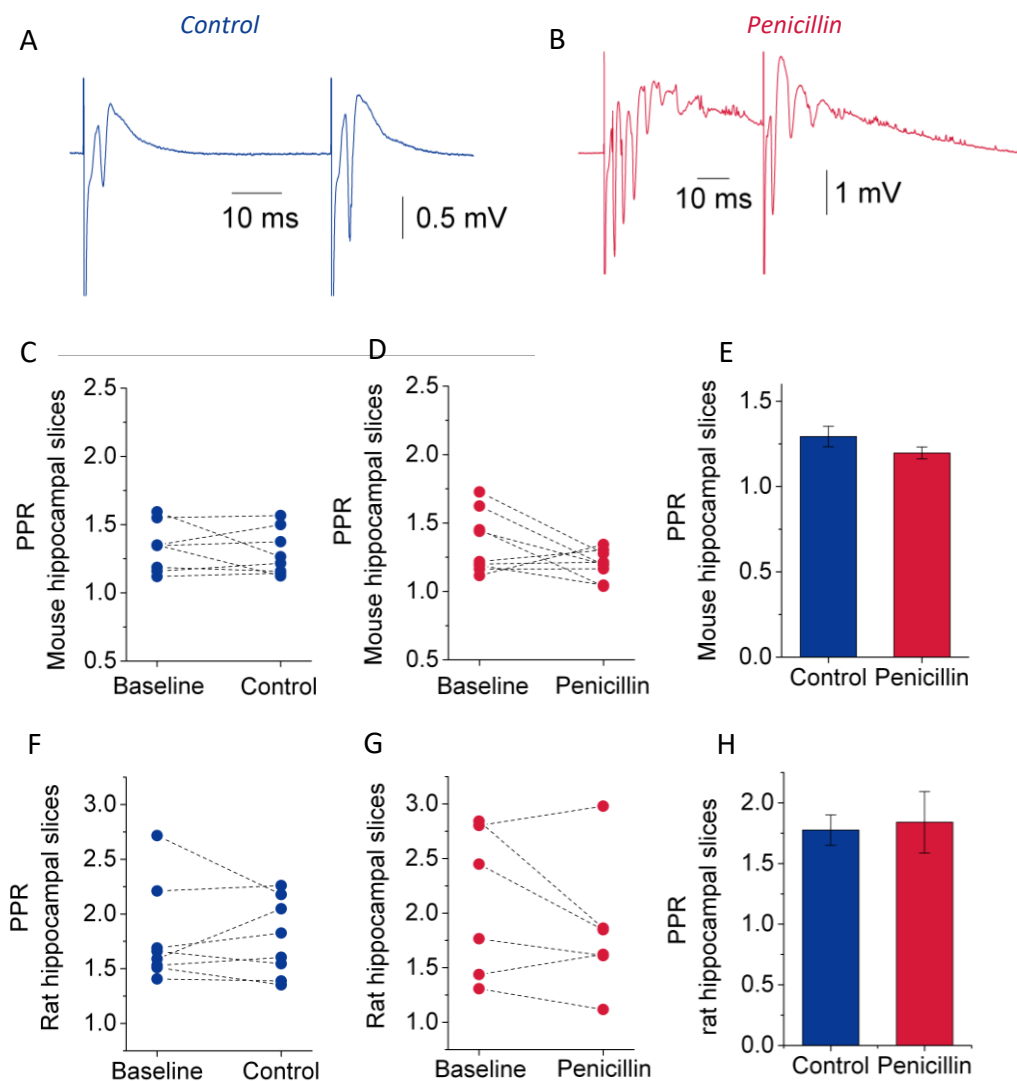 A
Control
B
Penicillin
10 ms
0.5 mV
10 ms
1 mV
C
PPR
Mouse hippocampal slices
2.5
2.0
1.5
1.0
0.5
Baseline
Control
D
PPR
Mouse hippocampal slices
2.5
2.0
1.5
1.0
0.5
Baseline
Penicillin
E
PPR
Mouse hippocampal slices
1.5
1.0
0.5
0.0
Control
Penicillin
F
PPR
Rat hippocampal slices
3.0
2.5
2.0
1.5
1.0
Baseline
Control
G
PPR
Rat hippocampal slices
3.0
2.5
2.0
1.5
1.0
Baseline
Penicillin
H
PPR
rat hippocampal slices
2.0
1.5
1.0
0.5
0.0
Control
Penicillin